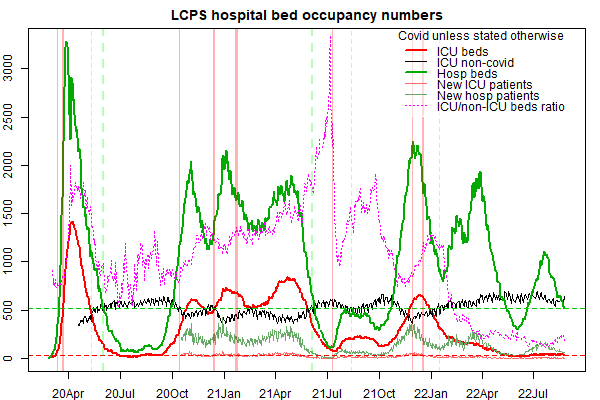 LCPS hospital bed occupancy numbers
Covid unless stated otherwise
ICU beds
ICU non-covid
Hosp beds
New ICU patients
New hosp patients
ICU/non-ICU beds ratio
3000
2500
2000
1500
1000
500
0
20Apr 20Jul 20Oct 21Jan 21Apr 21Jul 21Oct 22Jan 22Apr 22Jul